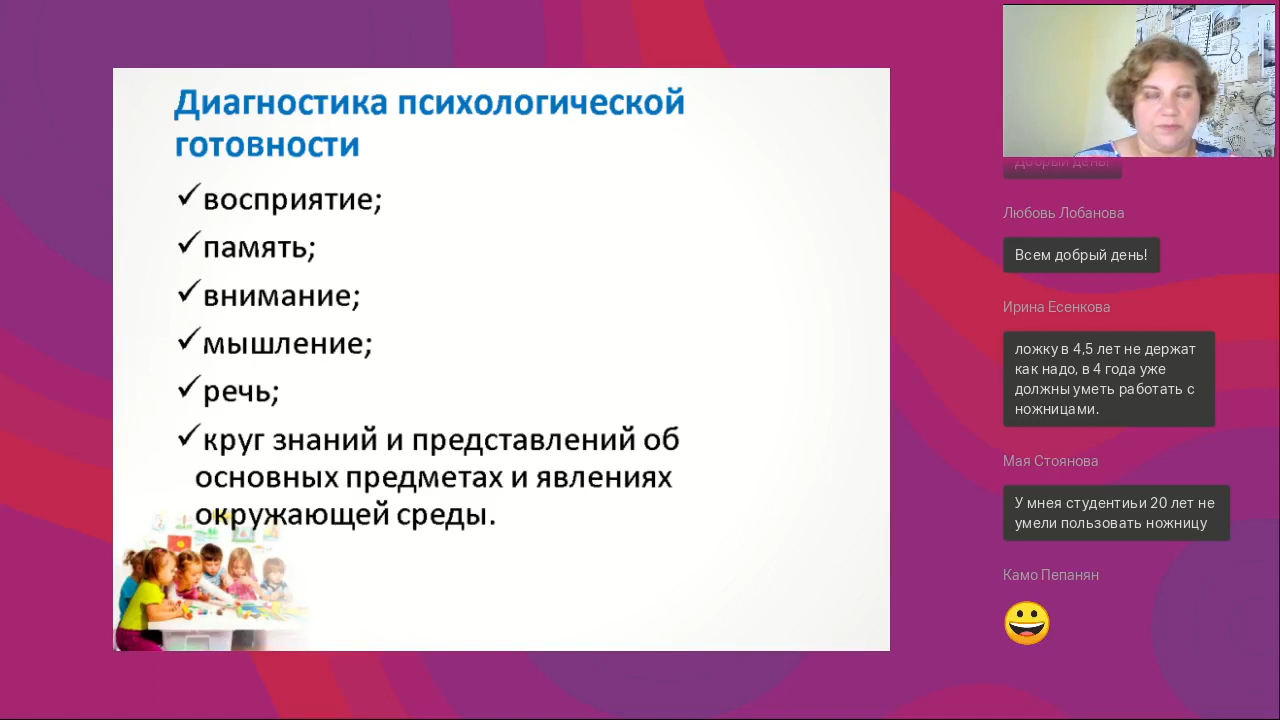 Диагностика психологической
готовности
восприятие;
память;
внимание;
мышление;
речь;
круг знаний и представлений об
основных предметах и явлениях
окружающей среды.
Добрый день!
Любовь Лобанова
Всем добрый день!
Ирина Есенкова
ложку в 4,5 лет не держат
как надо, в 4 года уже
должны уметь работать с
ножницами.
Мая Стоянова
У мнея студентиьи 20 лет не
умели пользовать ножницу
Камо Пепанян